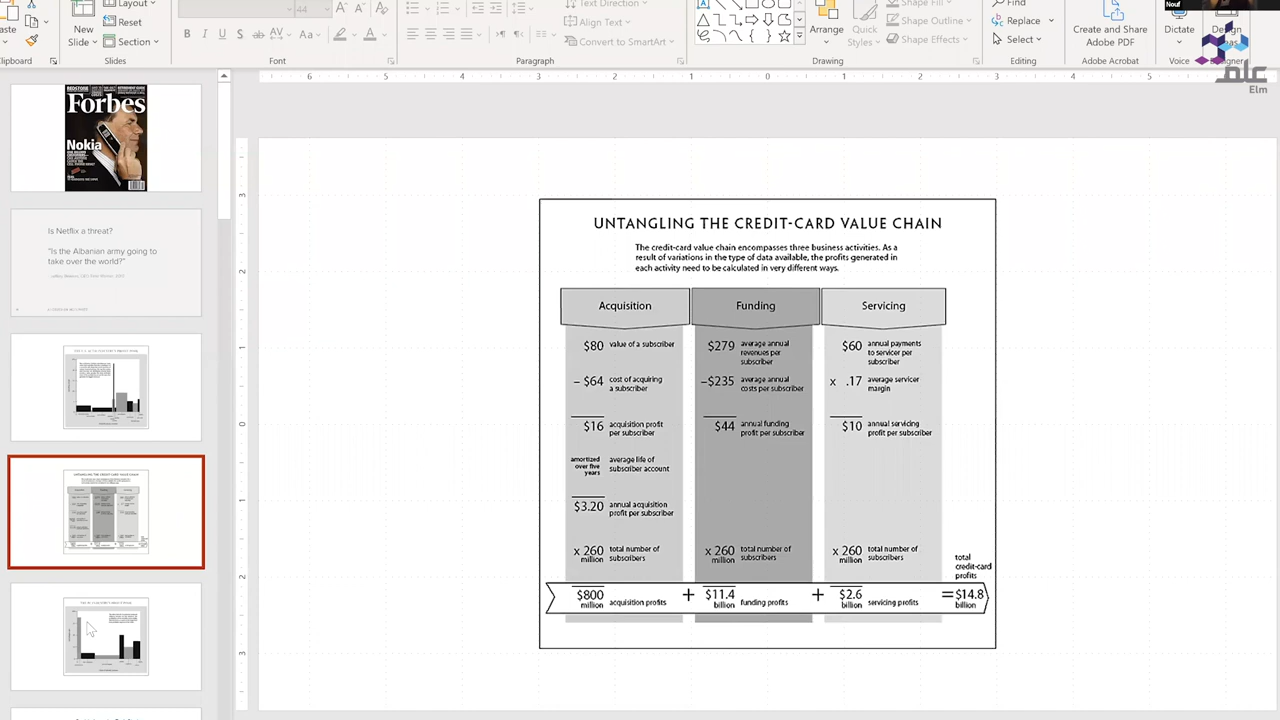 Nouf
Layout
Reset
New
Slide
Section
44
Text Direction
Align Text
Convert to SmartArt
Arrange
Quick
Styles
Shape Fill
Shape Outline
Shape Effects
Find
Replace
Select
Create and Share
Adobe PDF
Dictate
Design
Clipboard
Slides
Font
Paragraph
Drawing
Editing
Adobe Acrobat
Voice
علم
Elm
Forbes
Nokia
Is Netflix a threat?
"Is the Albanian army going to
take over the world?"
UNTANGLING THE CREDIT-CARD VALUE CHAIN
The credit-card value chain encompasses three business activities. As a
result of variations in the type of data available, the profits generated in
each activity need to be calculated in very different ways.
Acquisition
$80 value of a subscriber
– $64 cost of acquiring
a subscriber
$16 acquisition profit
per subscriber
amortized
over five
years
average life of
subscriber account
$3.20 annual acquisition
profit per subscriber
x 260
million
total number of
subscribers
Funding
$279 average annual
revenues per
subscriber
–$235 average annual
costs per subscriber
$44 annual funding
profit per subscriber
x 260
million
total number of
subscribers
Servicing
$60 annual payments
to servicer per
subscriber
x .17 average servicer
margin
$10 annual servicing
profit per subscriber
x 260
million
total number of
subscribers
total
credit-card
profits
$800
million
acquisition profits
+ $11.4
billion
funding profits
+ $2.6
billion
servicing profits
= $14.8
billion